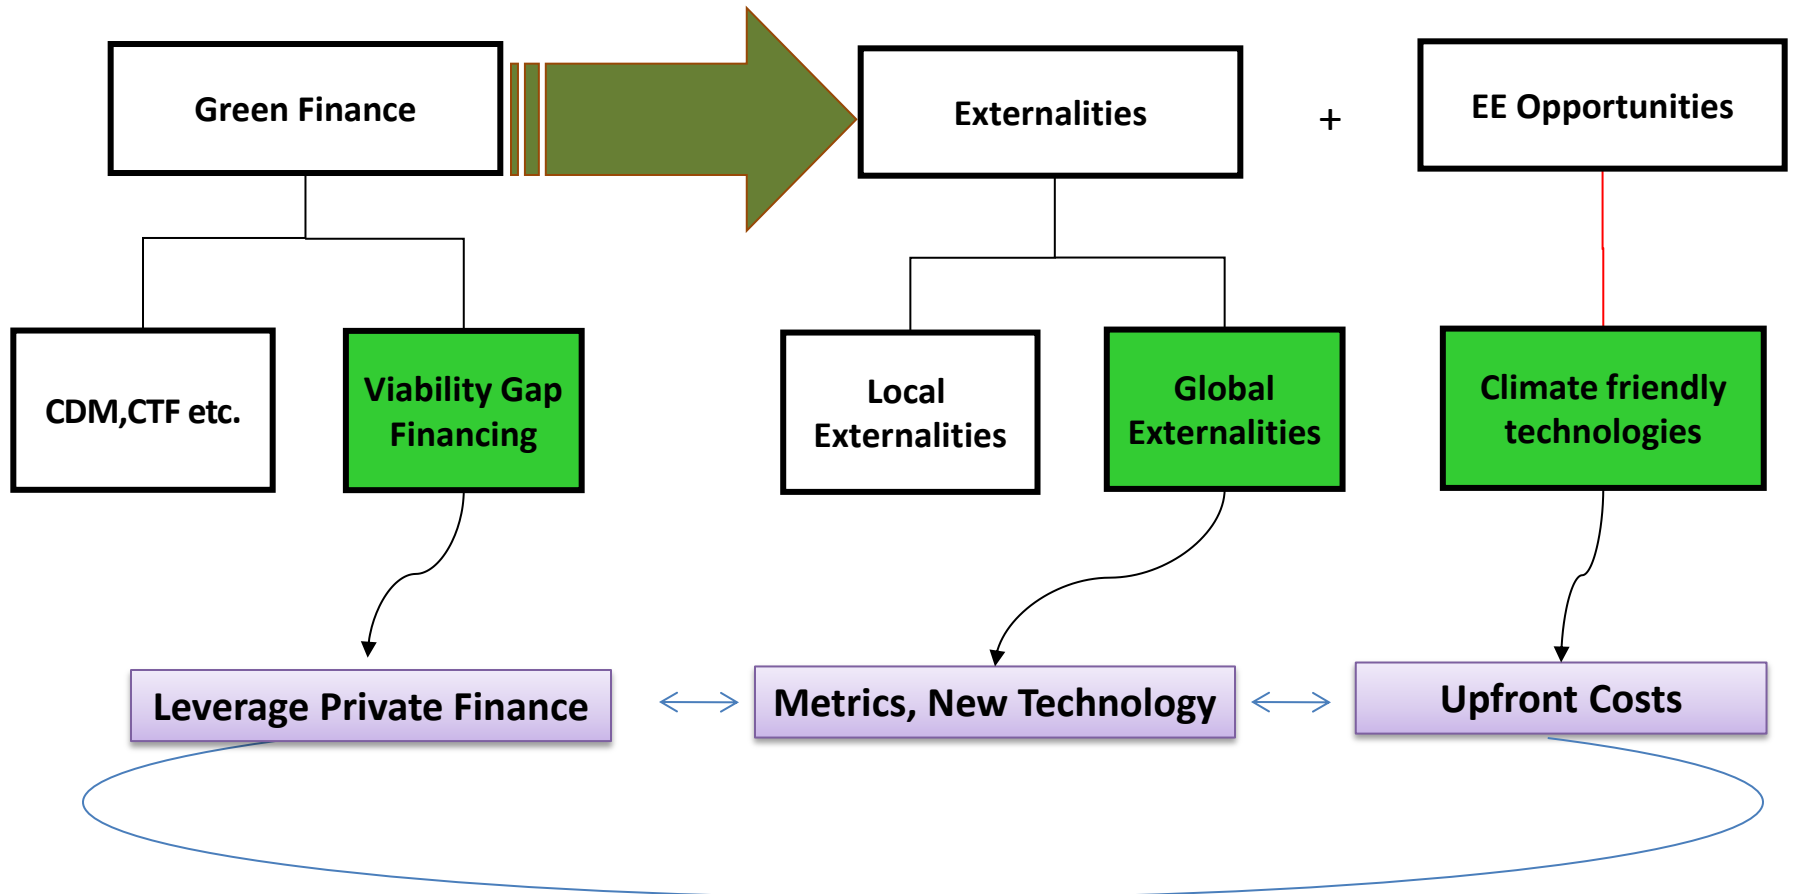 Green Finance
Externalities
+
EE Opportunities
CDM,CTF etc.
Viability Gap
Financing
Local
Externalities
Global
Externalities
Climate friendly
technologies
Leverage Private Finance
Metrics, New Technology
Upfront Costs